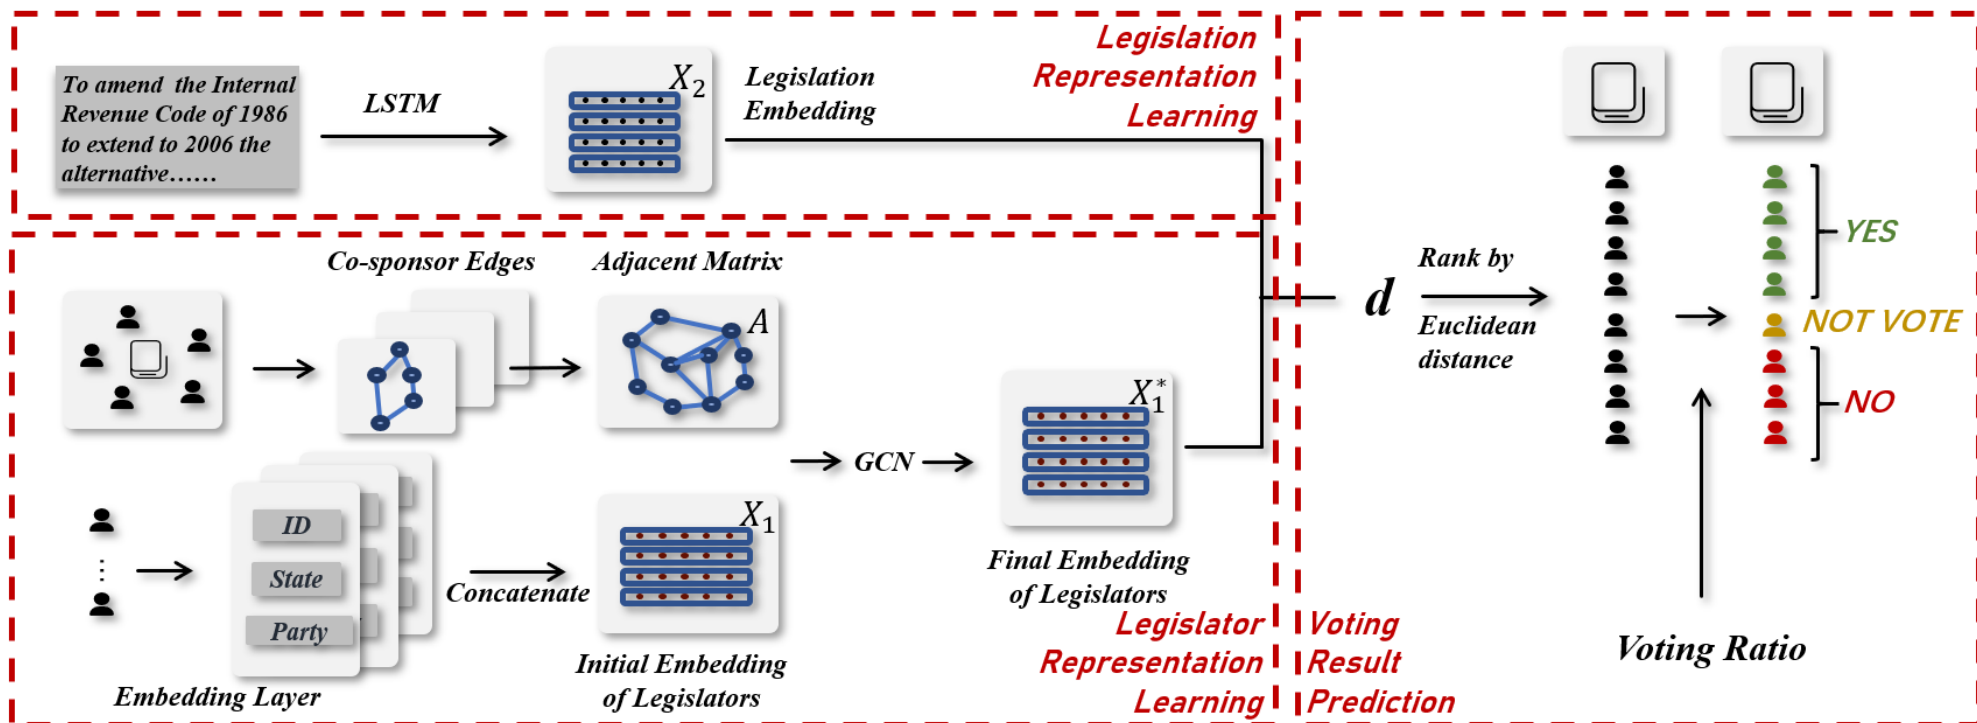 To amend the Internal
Revenue Code of 1986
to extend to 2006 the
alternative……
LSTM
X₂
Legislation
Embedding
Legislation
Representation
Learning
Co-sponsor Edges
Adjacent Matrix
A
ID
State
Party
Embedding Layer
Concatenate
X₁
Initial Embedding
of Legislators
GCN
X₁*
Final Embedding
of Legislators
Legislator
Representation
Learning
d
Rank by
Euclidean
distance
YES
NOT VOTE
NO
Voting Ratio
Voting
Result
Prediction